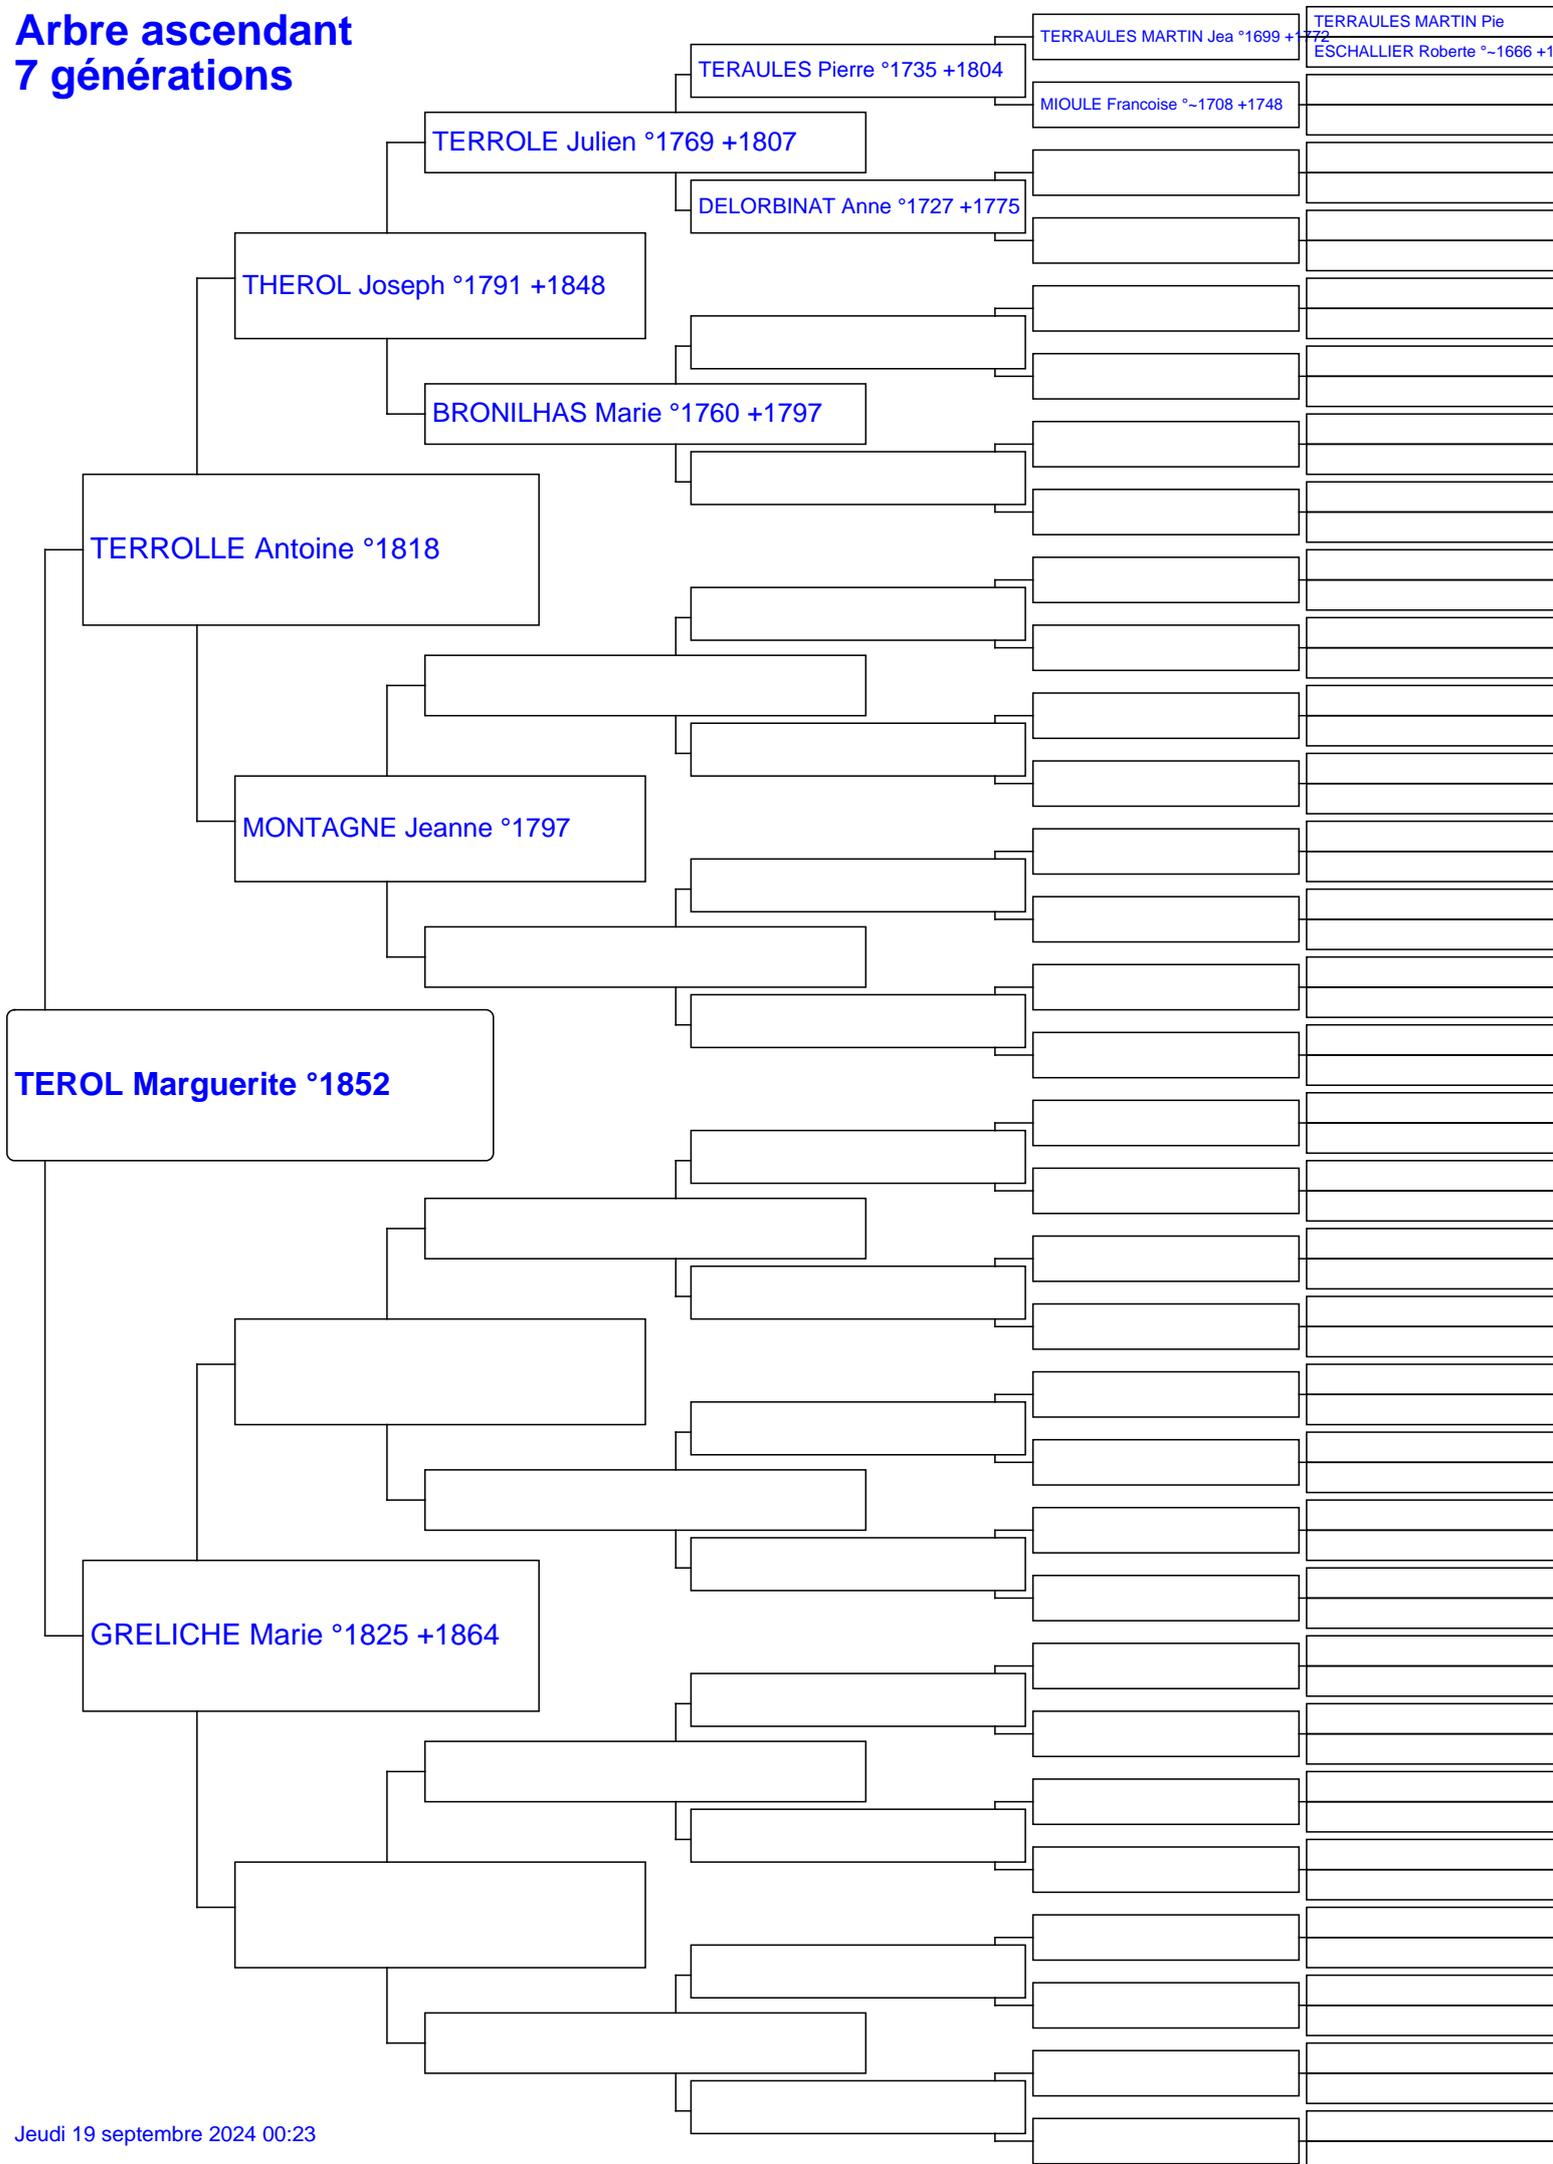 Arbre ascendant
7 générations
TERRAULES MARTIN Pie
TERRAULES MARTIN Jea °1699 +1772
ESCHALLIER Roberte °~1666 +1
TERAULES Pierre °1735 +1804
MIOULE Francoise °~1708 +1748
TERROLE Julien °1769 +1807
DELORBINAT Anne °1727 +1775
THEROL Joseph °1791 +1848
BRONILHAS Marie °1760 +1797
TERROLLE Antoine °1818
MONTAGNE Jeanne °1797
TEROL Marguerite °1852
GRELICHE Marie °1825 +1864
Jeudi 19 septembre 2024 00:23